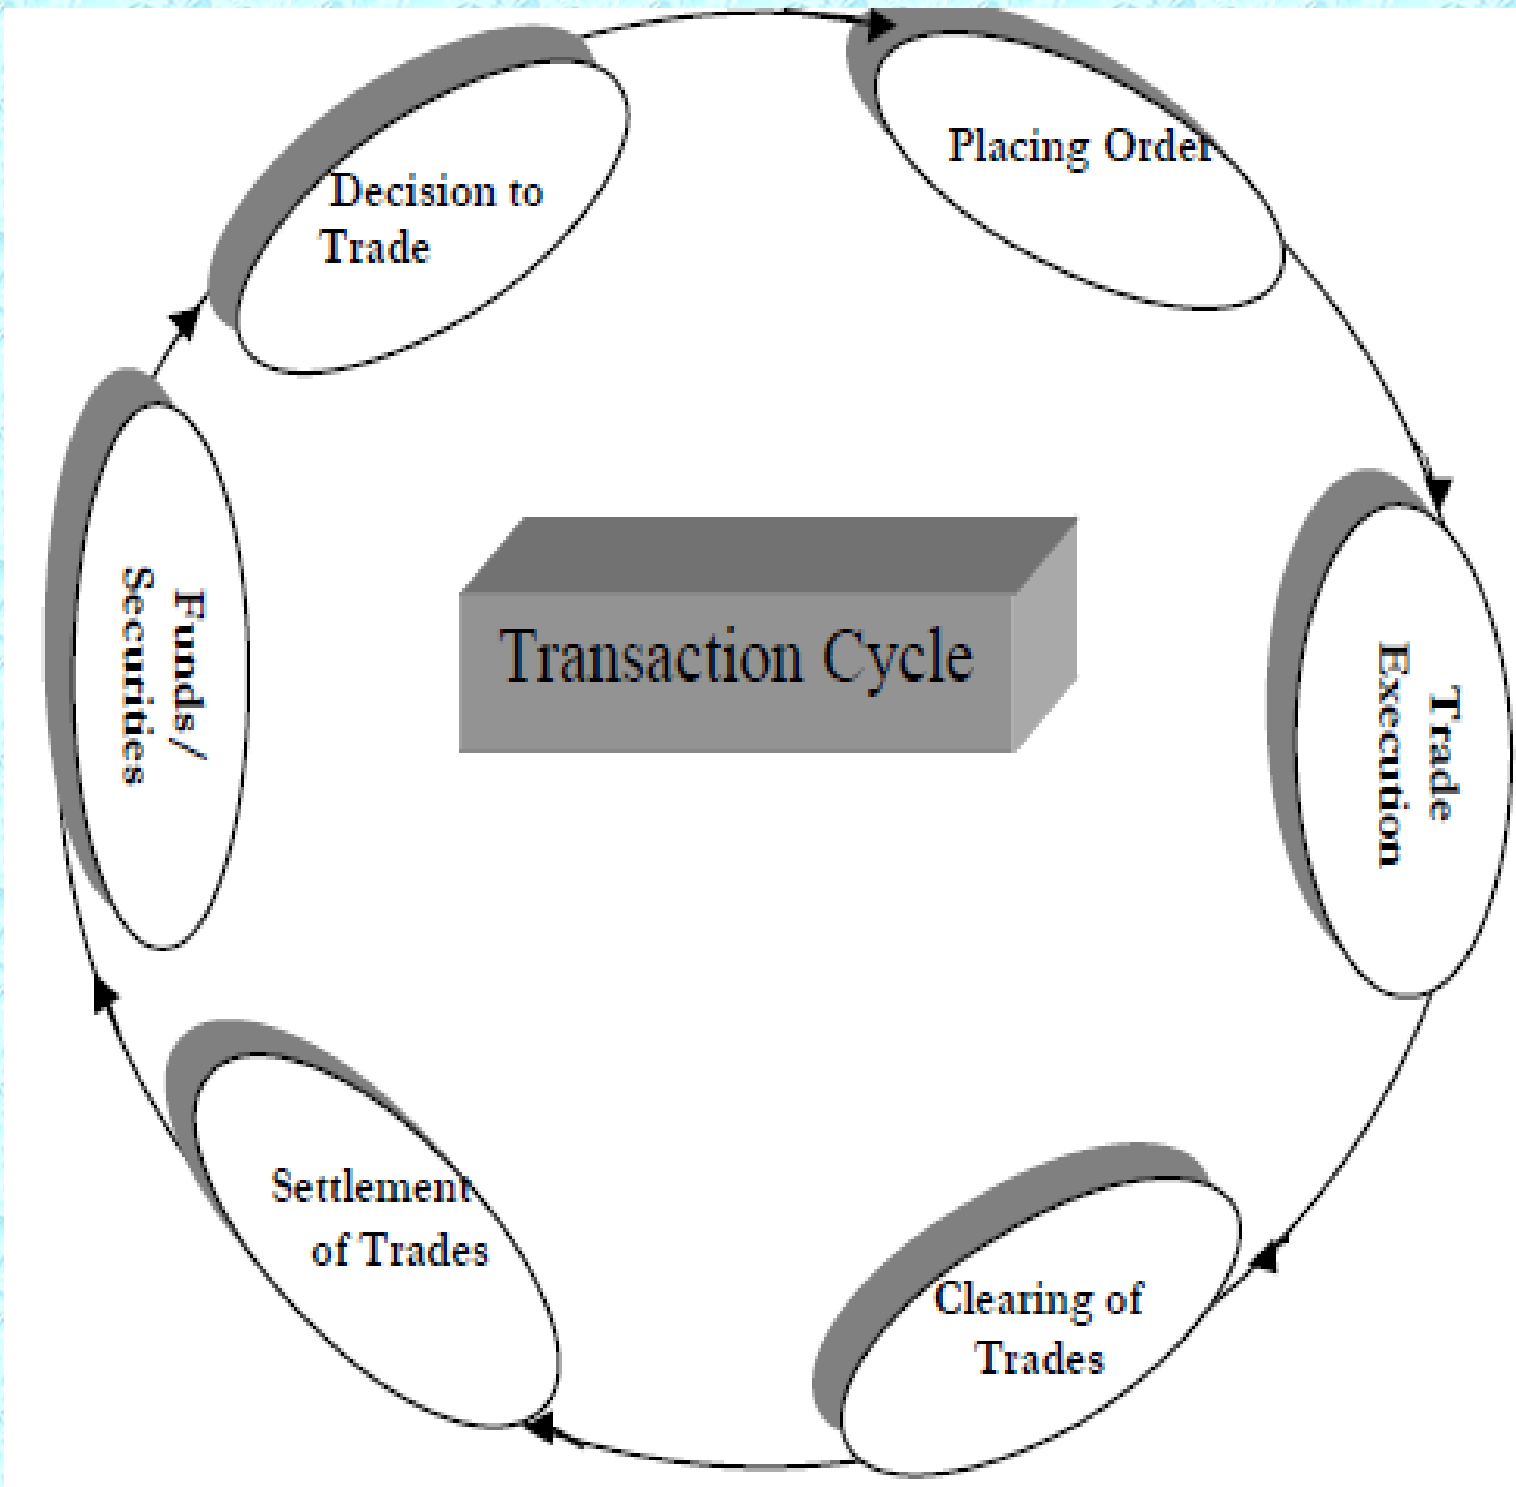 Decision to
Trade
Placing Order
Trade
Execution
Clearing of
Trades
Settlement
of Trades
Funds/
Securities
Transaction Cycle